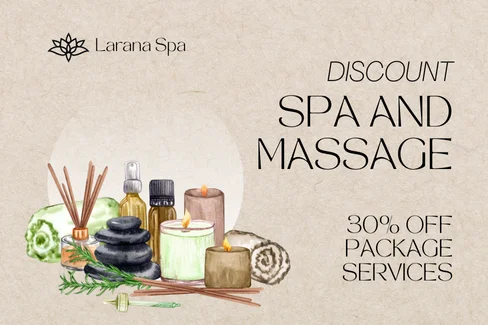 Larana Spa
DISCOUNT
SPA AND
MASSAGE
30% OFF
PACKAGE
SERVICES